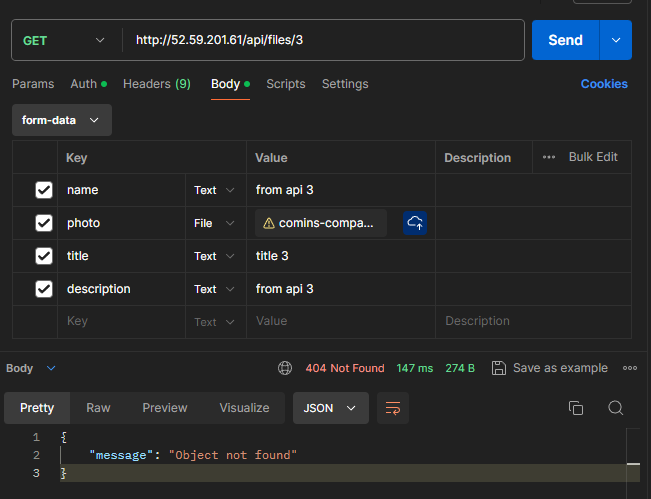 GET http://52.59.201.61/api/files/3 Send
Params Auth Headers (9) Body Scripts Settings Cookies
form-data
Key Value Description Bulk Edit
name Text from api 3
photo File comins-compa...
title Text title 3
description Text from api 3
Key Text Value Description
Body 404 Not Found 147 ms 274 B Save as example
Pretty Raw Preview Visualize JSON
1 {
2 "message": "Object not found"
3 }